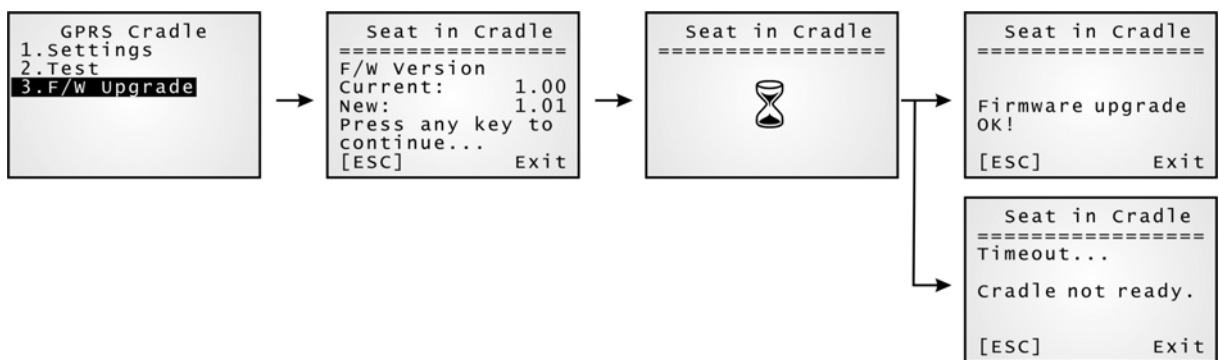 GPRS Cradle
1.Settings
2.Test
3.F/W Upgrade
Seat in Cradle
=================
F/W Version
Current: 1.00
New: 1.01
Press any key to
continue...
[ESC] Exit
Seat in Cradle
=================
Seat in Cradle
=================
Firmware upgrade
OK!
[ESC] Exit
Seat in Cradle
=================
Timeout...
Cradle not ready.
[ESC] Exit